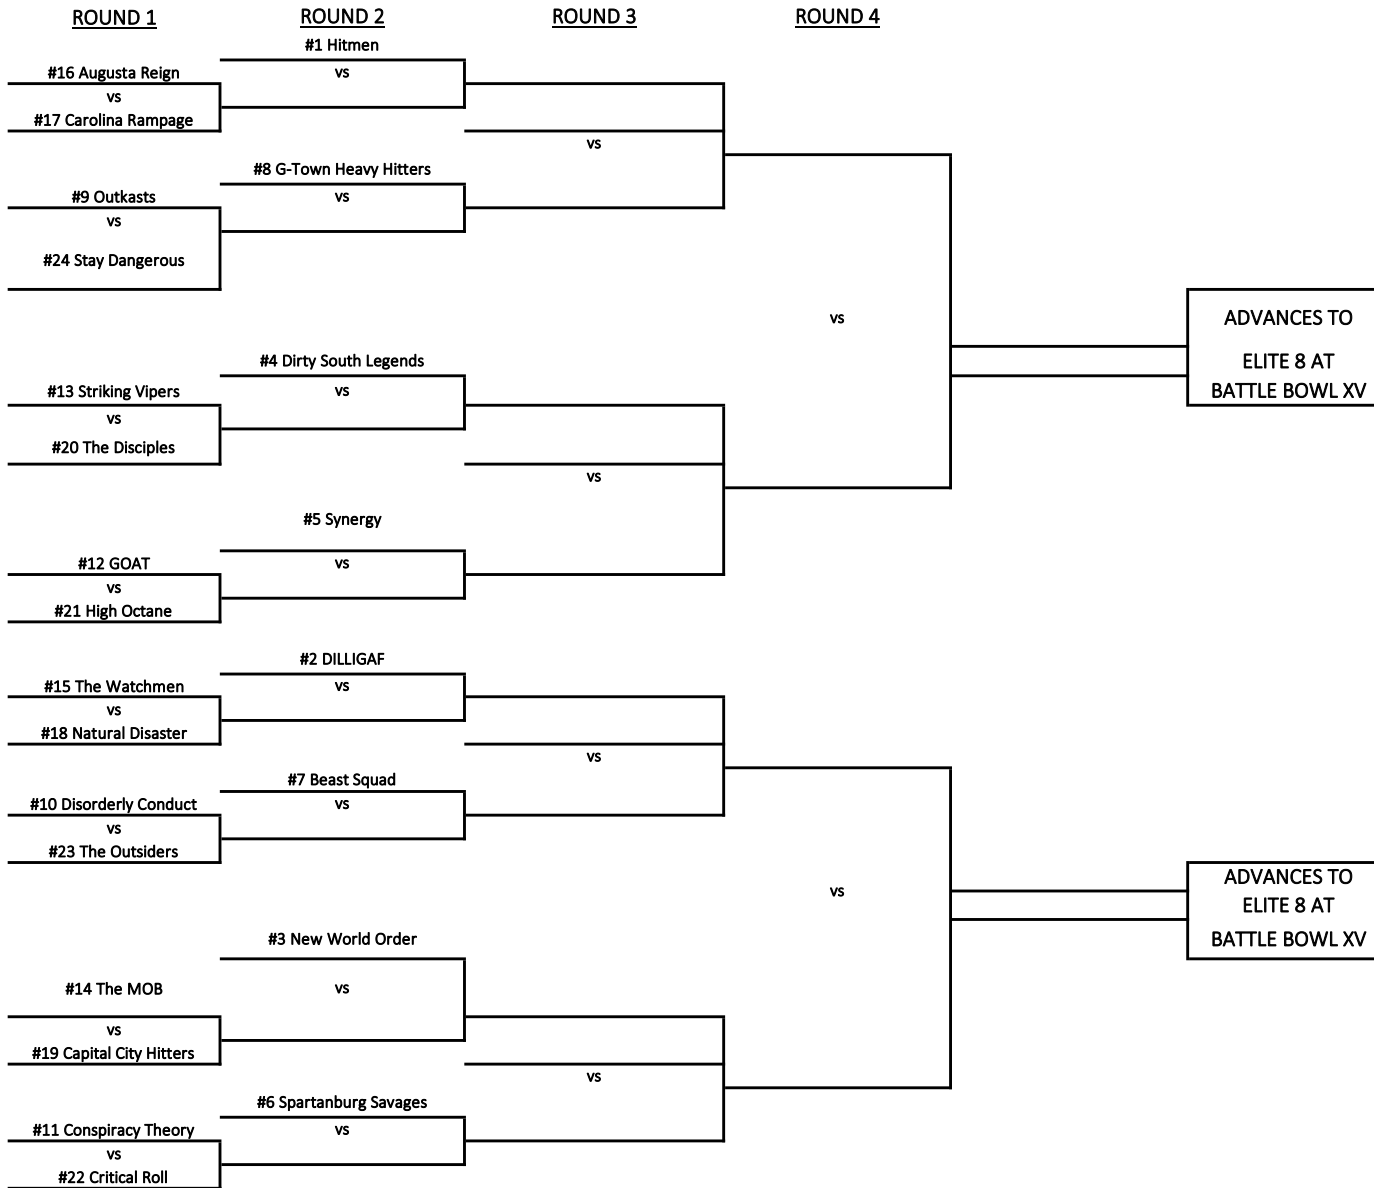 ROUND 1
ROUND 2
ROUND 3
ROUND 4
#1 Hitmen
#16 Augusta Reign
vs
vs
#17 Carolina Rampage
vs
#8 G-Town Heavy Hitters
#9 Outkasts
vs
vs
#24 Stay Dangerous
vs
ADVANCES TO
#4 Dirty South Legends
ELITE 8 AT
#13 Striking Vipers
vs
BATTLE BOWL XV
vs
#20 The Disciples
vs
#5 Synergy
#12 GOAT
vs
vs
#21 High Octane
#2 DILLIGAF
#15 The Watchmen
vs
vs
#18 Natural Disaster
vs
#7 Beast Squad
#10 Disorderly Conduct
vs
vs
#23 The Outsiders
ADVANCES TO
vs
ELITE 8 AT
#3 New World Order
BATTLE BOWL XV
#14 The MOB
vs
vs
#19 Capital City Hitters
vs
#6 Spartanburg Savages
#11 Conspiracy Theory
vs
vs
#22 Critical Roll